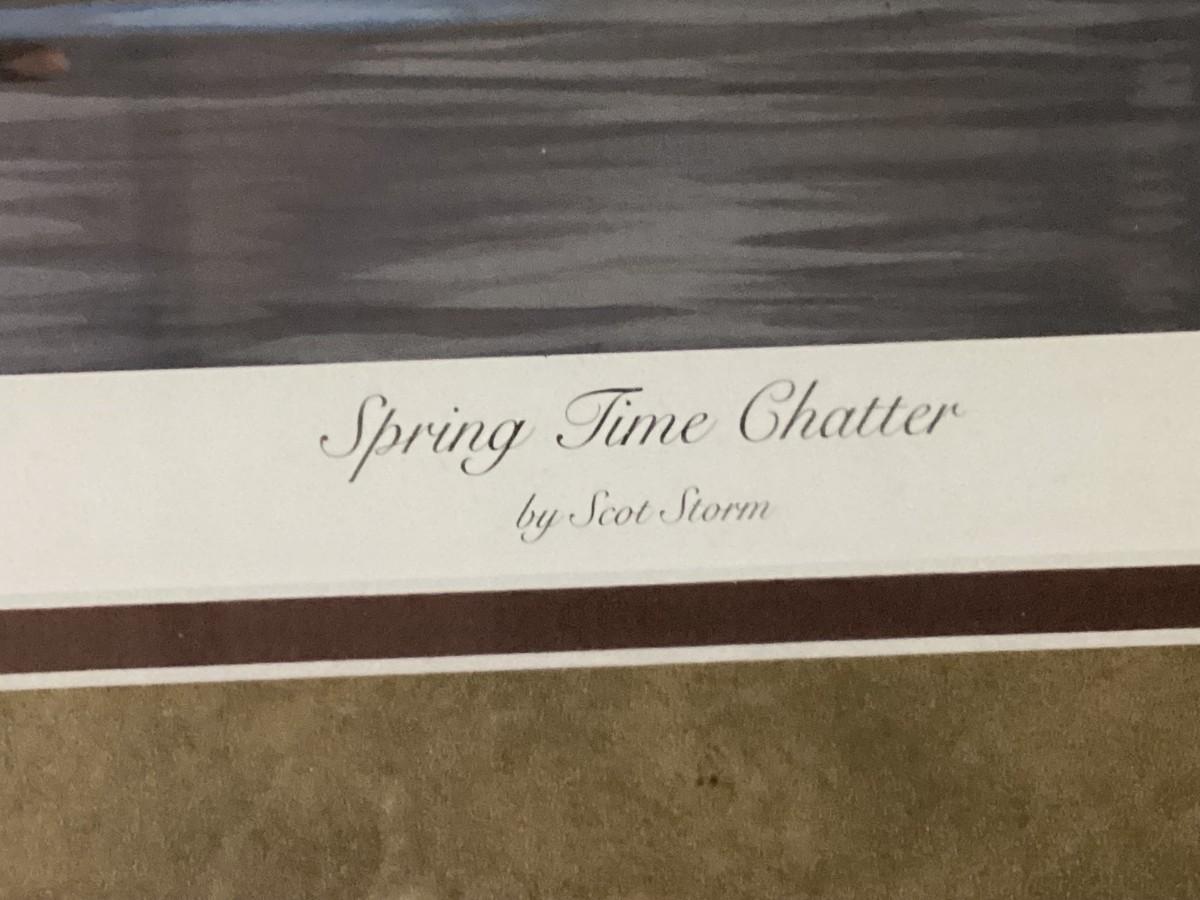 Spring Time Chatter
by Scot Storm